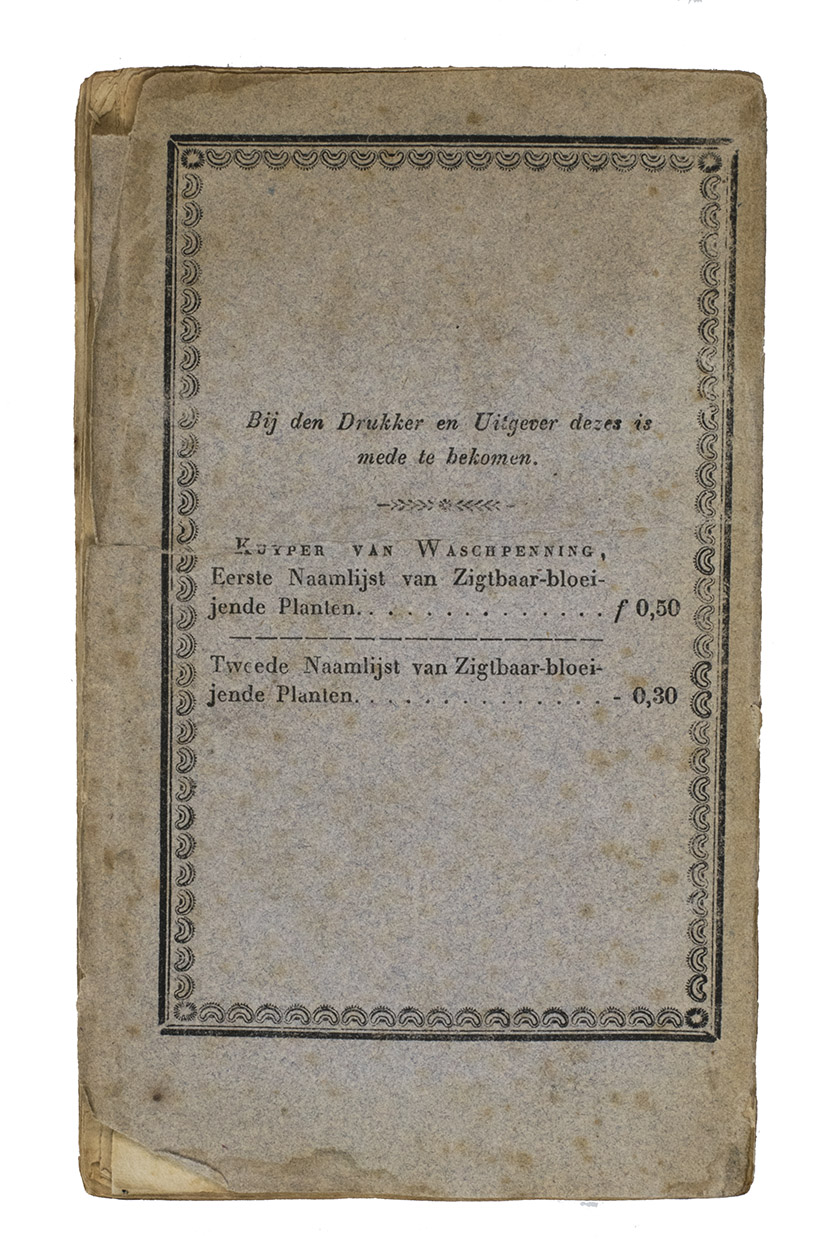 Bij den Drukker en Uitgever dezes is
mede te bekomen.
KUYPER VAN WASCHPENNING,
Eerste Naamlijst van Zigtbaar-bloei-
jende Planten. . . . . . . . . . . . . . ƒ 0,50
Tweede Naamlijst van Zigtbaar-bloei-
jende Planten. . . . . . . . . . . . . . - 0,30